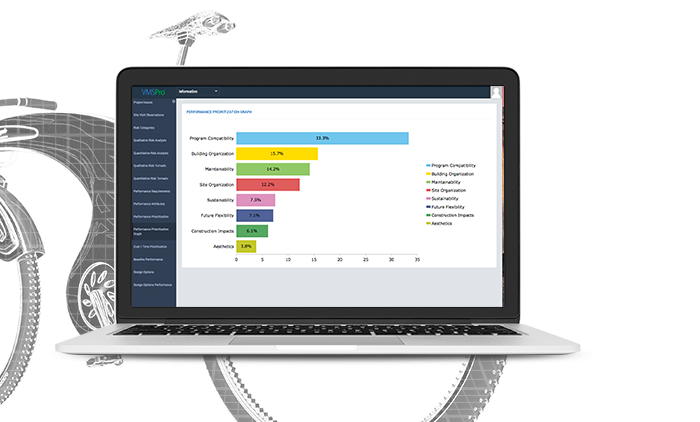 VMSPro
Information
Project Issues
Site Visit Observations
Risk Categories
Qualitative Risk Analysis
Quantitative Risk Analysis
Qualitative Risk Tornado
Quantitative Risk Tornado
Performance Requirements
Performance Attributes
Performance Prioritization
Performance Prioritization
Graph
Cost / Time Prioritization
Baseline Performance
Design Options
Design Options Performance
PERFORMANCE PRIORITIZATION GRAPH
Program Compatibility 33.3%
Building Organization 15.7%
Maintainability 14.2%
Site Organization 12.2%
Sustainability 7.5%
Future Flexibility 7.1%
Construction Impacts 6.1%
Aesthetics 3.8%
0 5 10 15 20 25 30 35
Program Compatibility
Building Organization
Maintainability
Site Organization
Sustainability
Future Flexibility
Construction Impacts
Aesthetics